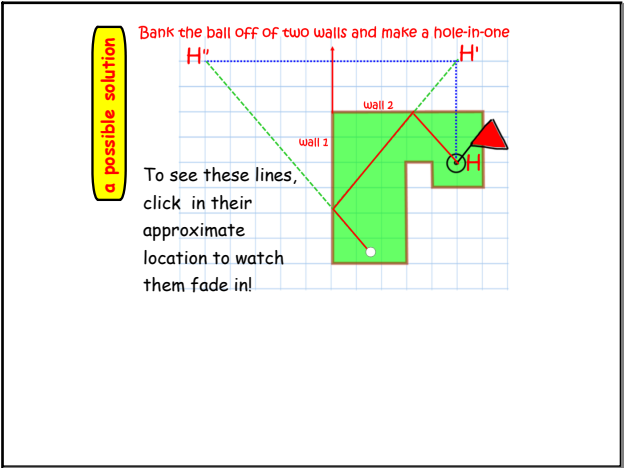 Bank the ball off of two walls and make a hole-in-one
a possible solution
H"
H'
wall 2
wall 1
H
To see these lines,
click in their
approximate
location to watch
them fade in!